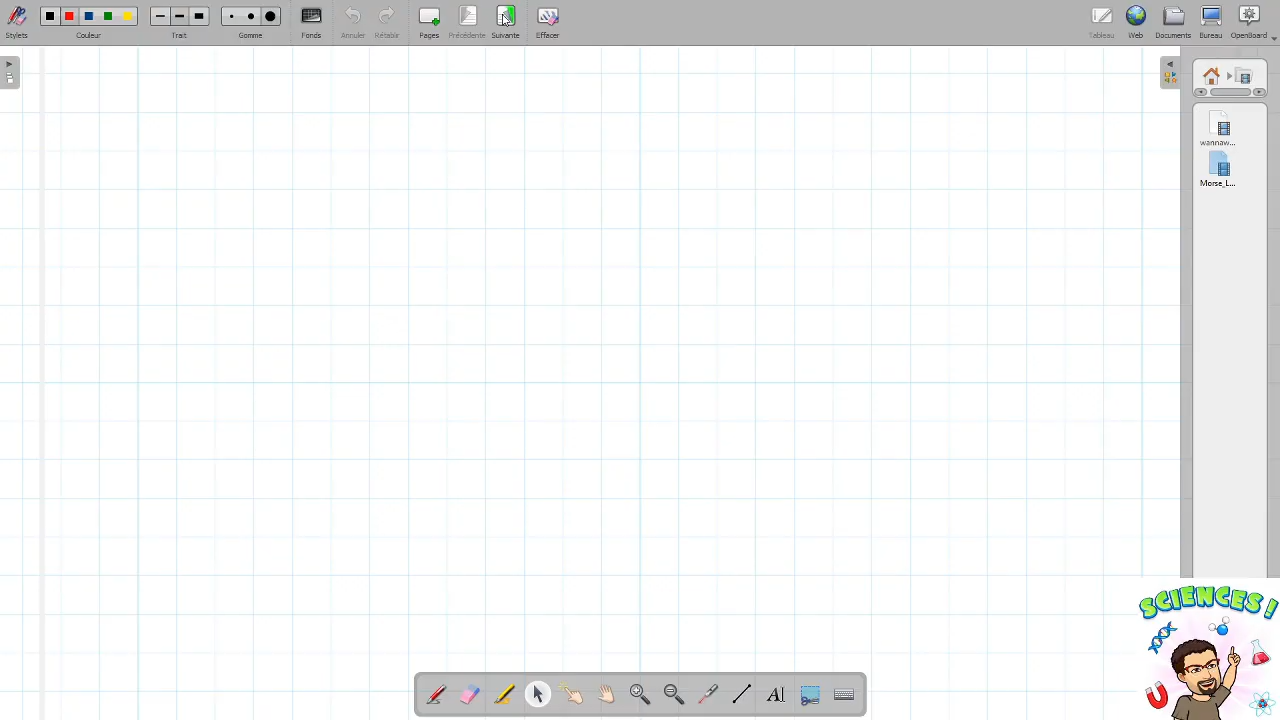 Stylets
Couleur
Trait
Gomme
Fonds
Annuler
Rétablir
Pages
Précédente
Suivante
Effacer
Tableau
Web
Documents
Bureau
OpenBoard
wannaw...
Morse_L...
AI
SCIENCES !